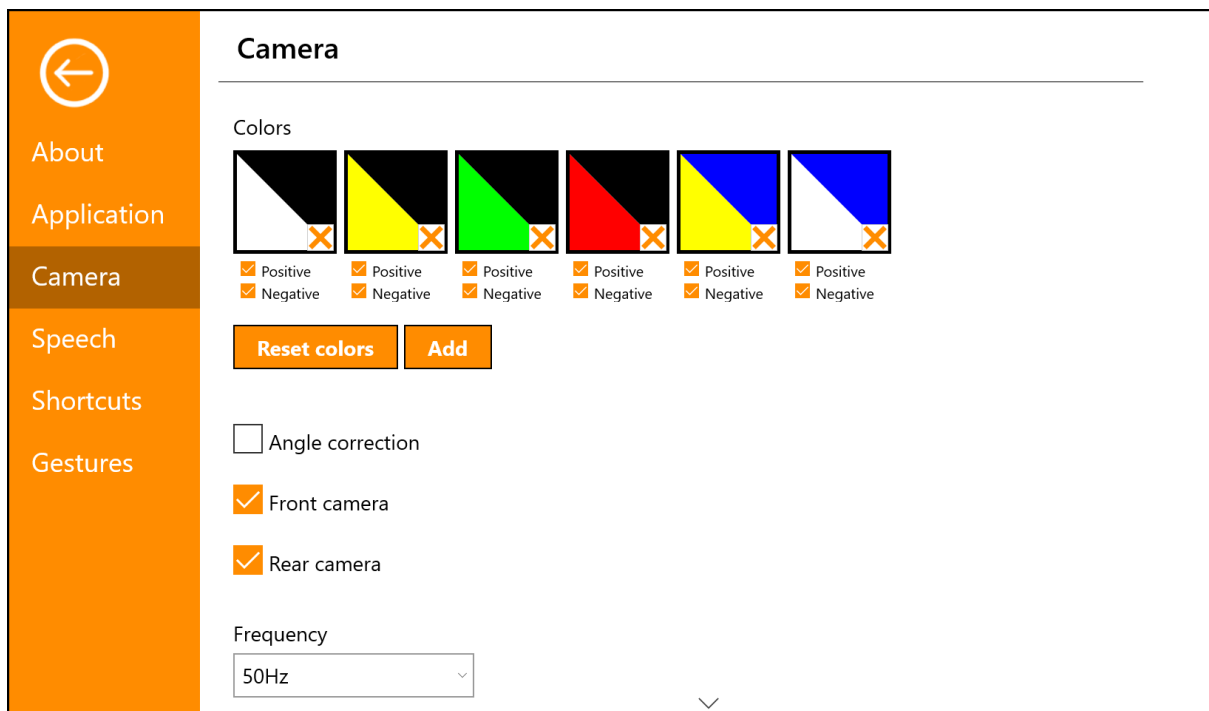 Camera
About
Application
Camera
Speech
Shortcuts
Gestures
Colors
Positive Positive Positive Positive Positive Positive
Negative Negative Negative Negative Negative Negative
Reset colors Add
Angle correction
Front camera
Rear camera
Frequency
50Hz